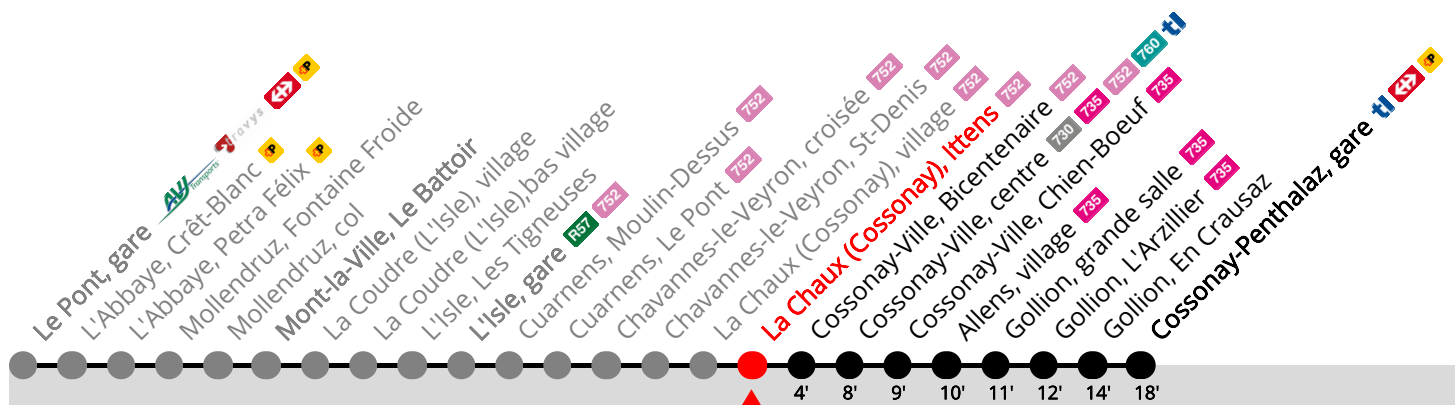 Le Pont, gare AVJ Transports travys P
L'Abbaye, Crêt-Blanc P
L'Abbaye, Petra Félix P
Mollendruz, Fontaine Froide
Mollendruz, col
Mont-la-Ville, Le Battoir
La Coudre (L'Isle), village
La Coudre (L'Isle),bas village
L'Isle, Les Tigneuses
L'Isle, gare R57 752
Cuarnens, Moulin-Dessus 752
Cuarnens, Le Pont 752
Chavannes-le-Veyron, croisée 752
Chavannes-le-Veyron, St-Denis 752
La Chaux (Cossonay), village 752
La Chaux (Cossonay), Ittens 752
Cossonay-Ville, Bicentenaire 752
Cossonay-Ville, centre 730 735 752 760 tl
Cossonay-Ville, Chien-Boeuf 735
Allens, village 735
Gollion, grande salle 735
Gollion, L'Arzillier 735
Gollion, En Crausaz
Cossonay-Penthalaz, gare tl P
4' 8' 9' 10' 11' 12' 14' 18'